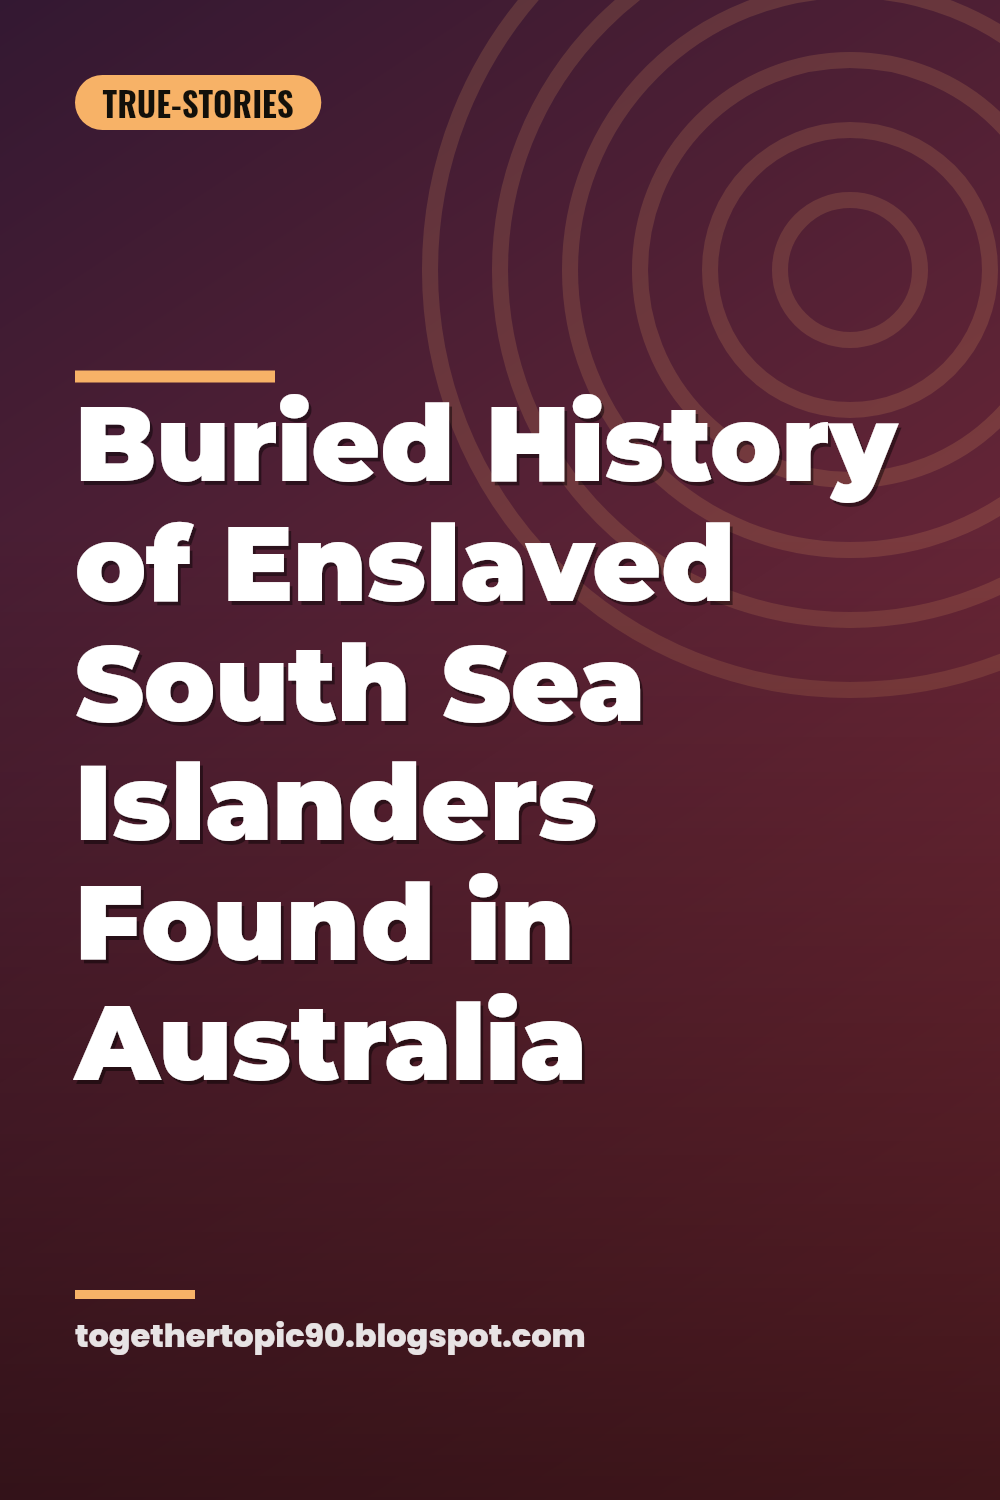 TRUE-STORIES
Buried History
of Enslaved
South Sea
Islanders
Found in
Australia
togethertopic90.blogspot.com